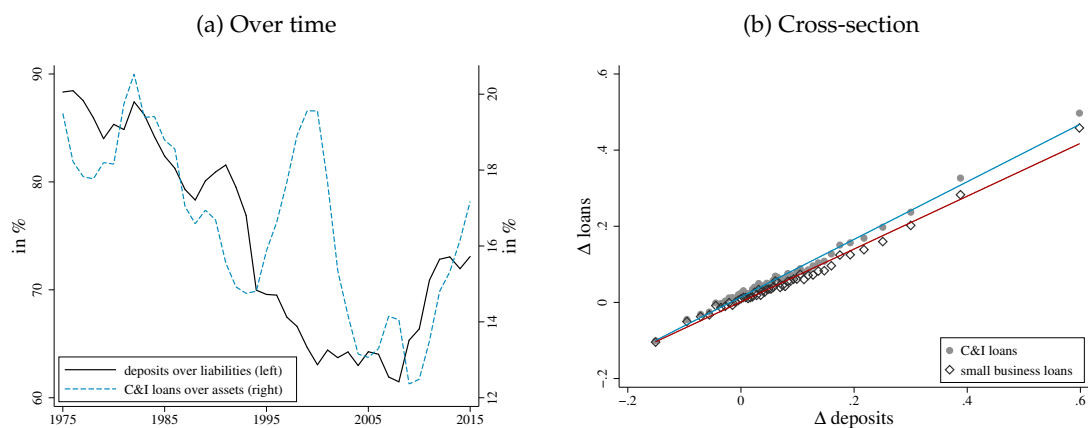 (a) Over time
in %
60 70 80 90
in %
12 14 16 18 20
1975 1985 1995 2005 2015
deposits over liabilities (left)
C&I loans over assets (right)
(b) Cross-section
Δ loans
-.2 0 .2 .4 .6
-.2 0 .2 .4 .6
Δ deposits
C&I loans
small business loans